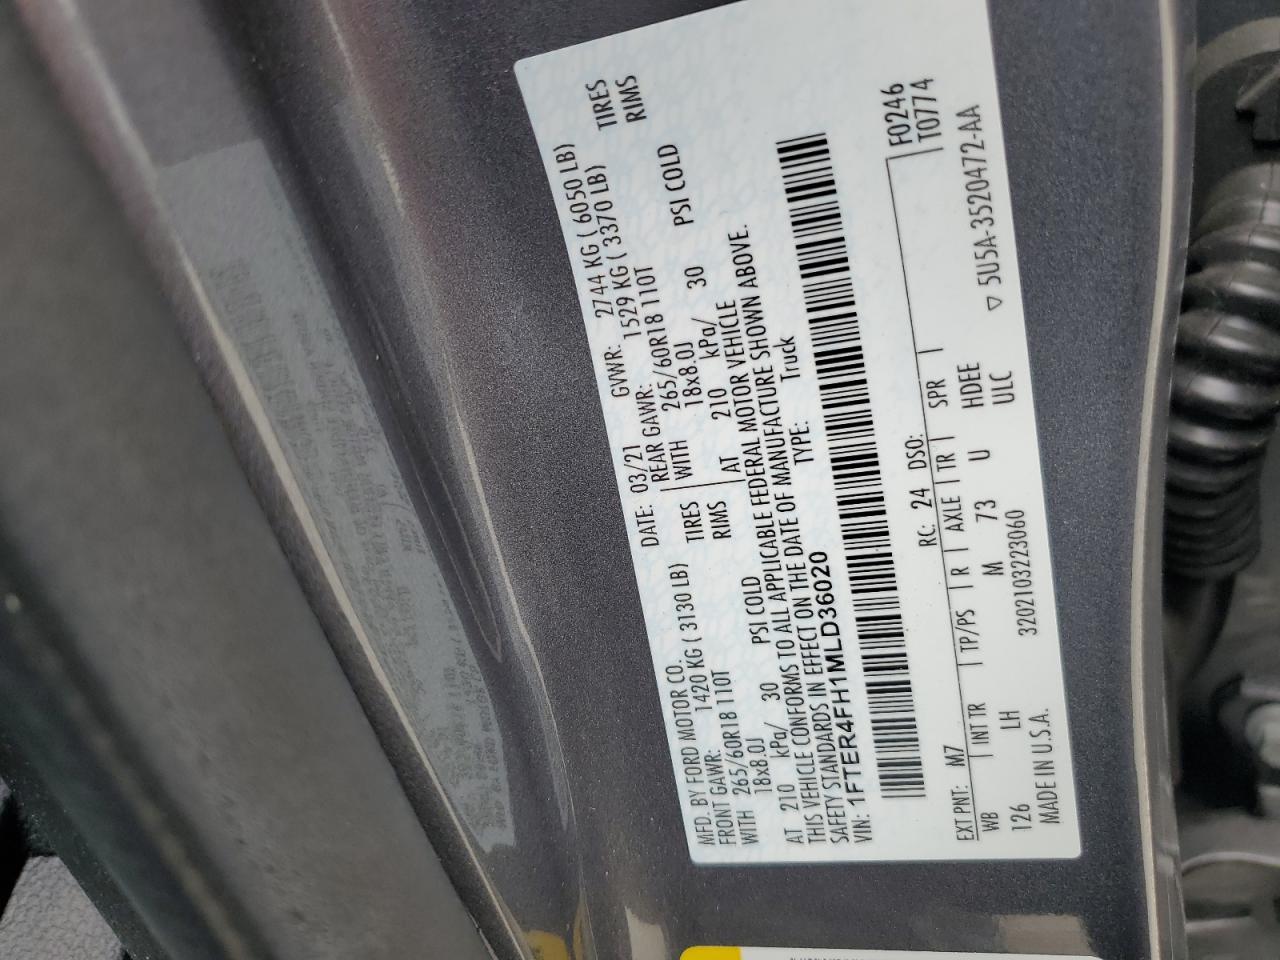 MFD. BY FORD MOTOR CO.
DATE: 03/21 GVWR: 2744 KG ( 6050 LB)
FRONT GAWR: 1420 KG ( 3130 LB) REAR GAWR: 1529 KG ( 3370 LB)
WITH 265/60R18 110T TIRES WITH 265/60R18 110T TIRES
18x8.0J RIMS 18x8.0J RIMS
AT 210 kPa/ 30 PSI COLD AT 210 kPa/ 30 PSI COLD
THIS VEHICLE CONFORMS TO ALL APPLICABLE FEDERAL MOTOR VEHICLE
SAFETY STANDARDS IN EFFECT ON THE DATE OF MANUFACTURE SHOWN ABOVE.
VIN: 1FTER4FH1MLD36020 TYPE: Truck
F0246
T0774
EXT PNT: M7 RC: 24 DSO:
WB INT TR TP/PS R AXLE TR SPR
126 LH M 73 U HDEE
ULC
MADE IN U.S.A. 3202103223060
▽ 5U5A-3520472-AA